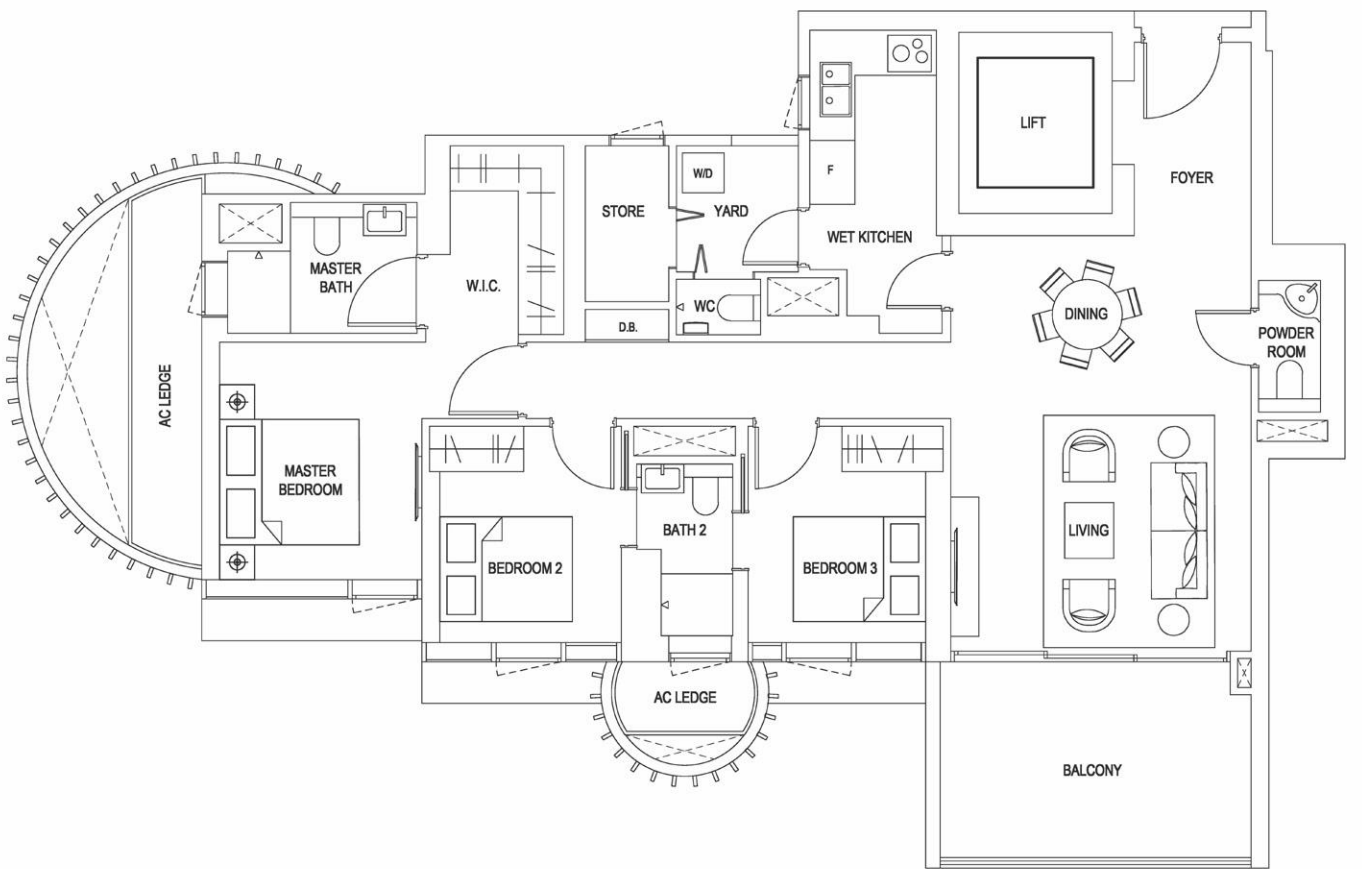 LIFT
W/D
F
FOYER
STORE
YARD
WET KITCHEN
MASTER
BATH
W.I.C.
WC
DINING
D.B.
POWDER
ROOM
AC LEDGE
MASTER
BEDROOM
BATH 2
LIVING
BEDROOM 2
BEDROOM 3
AC LEDGE
X
BALCONY